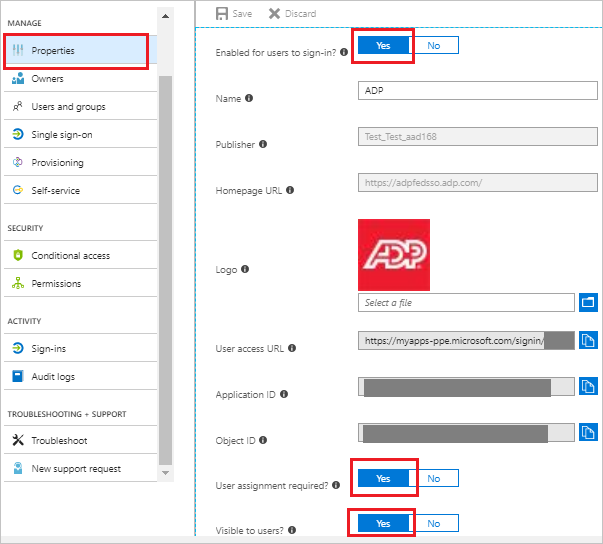 MANAGE
Properties
Owners
Users and groups
Single sign-on
Provisioning
Self-service
SECURITY
Conditional access
Permissions
ACTIVITY
Sign-ins
Audit logs
TROUBLESHOOTING + SUPPORT
Troubleshoot
New support request
Save Discard
Enabled for users to sign-in? Yes No
Name ADP
Publisher Test_Test_aad168
Homepage URL https://adpfedsso.adp.com/
Logo ADP
Select a file
User access URL https://myapps-ppe.microsoft.com/signin/
Application ID
Object ID
User assignment required? Yes No
Visible to users? Yes No